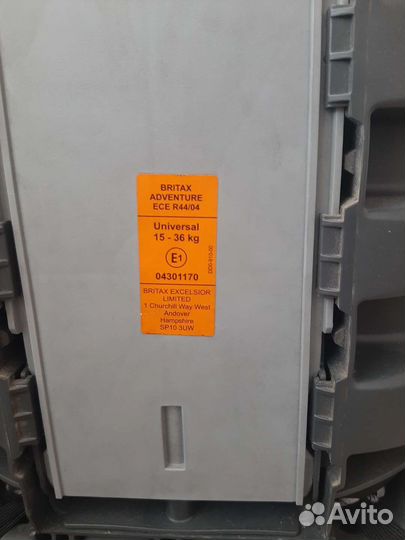 BRITAX
ADVENTURE
ECE R44/04
Universal
15 - 36 kg
E1
04301170
BRITAX EXCELSIOR
LIMITED
1 Churchill Way West
Andover
Hampshire
SP10 3UW
Avito